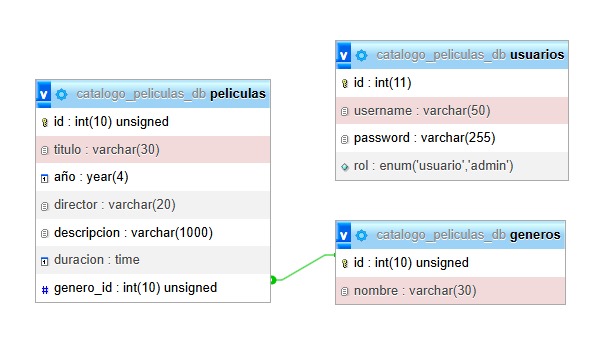 catalogo_peliculas_db peliculas
id : int(10) unsigned
titulo : varchar(30)
año : year(4)
director : varchar(20)
descripcion : varchar(1000)
duracion : time
genero_id : int(10) unsigned
catalogo_peliculas_db usuarios
id : int(11)
username : varchar(50)
password : varchar(255)
rol : enum('usuario','admin')
catalogo_peliculas_db generos
id : int(10) unsigned
nombre : varchar(30)